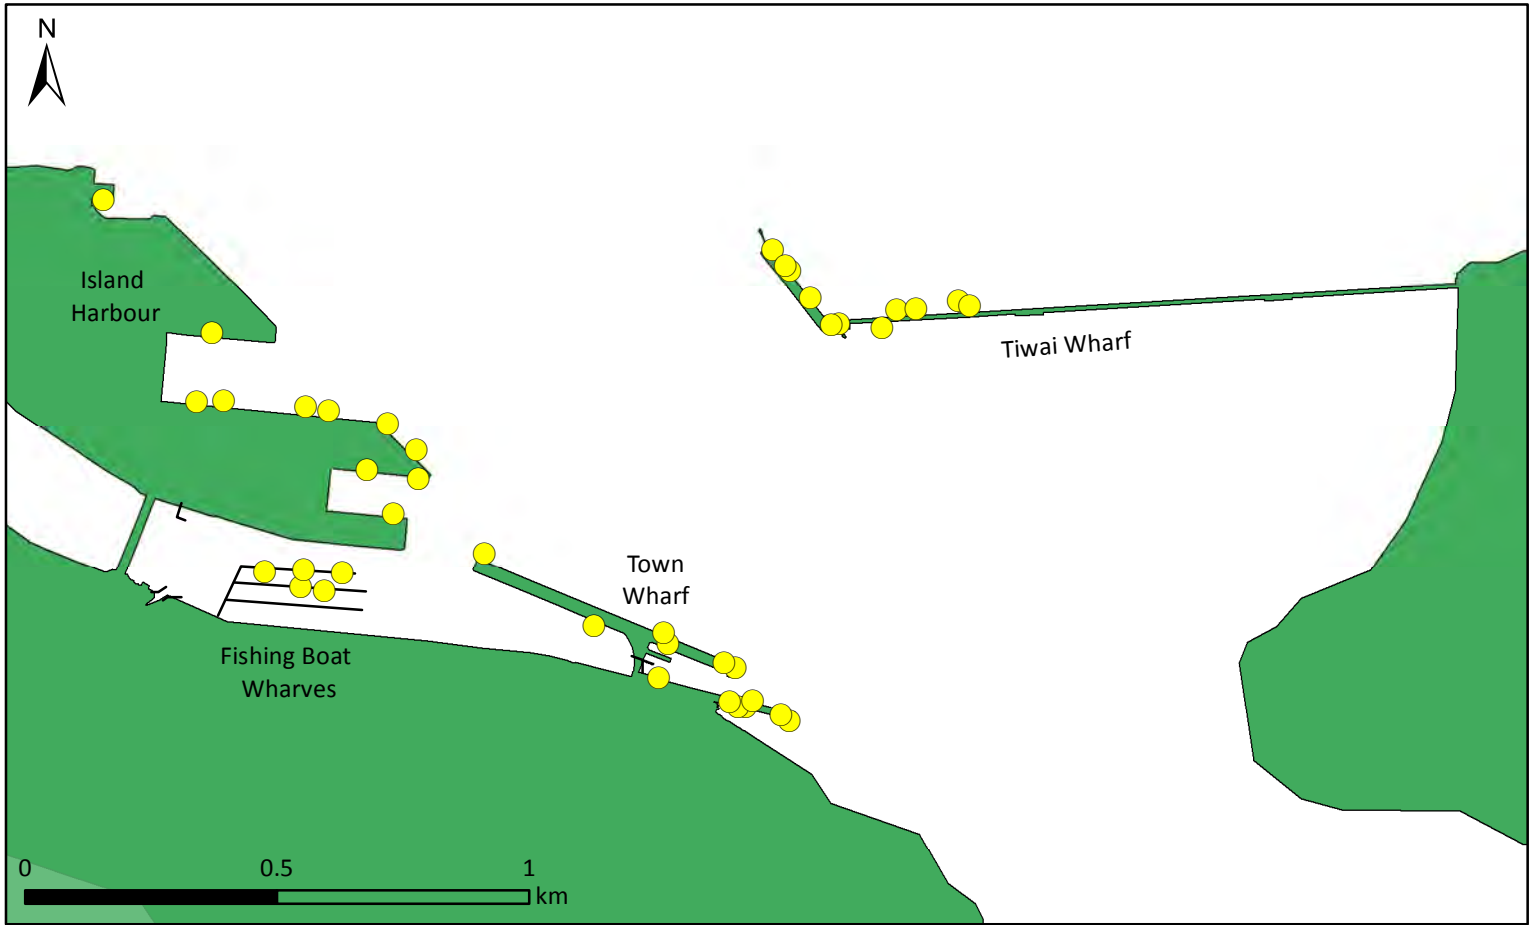 N
Island
Harbour
Tiwai Wharf
Town
Wharf
Fishing Boat
Wharves
0 0.5 1
km